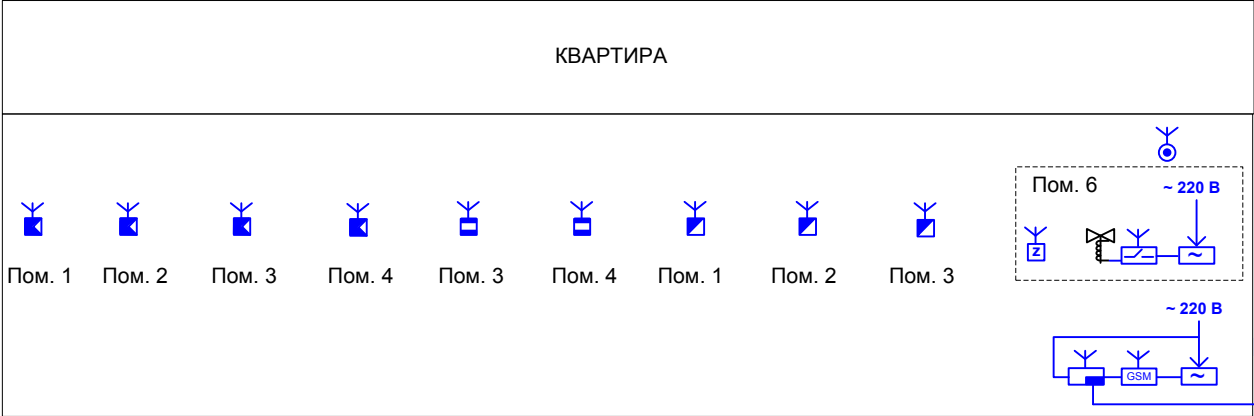 КВАРТИРА
Пом. 6
~ 220 В
Z
~
Пом. 1 Пом. 2 Пом. 3 Пом. 4 Пом. 3 Пом. 4 Пом. 1 Пом. 2 Пом. 3
~ 220 В
GSM
~